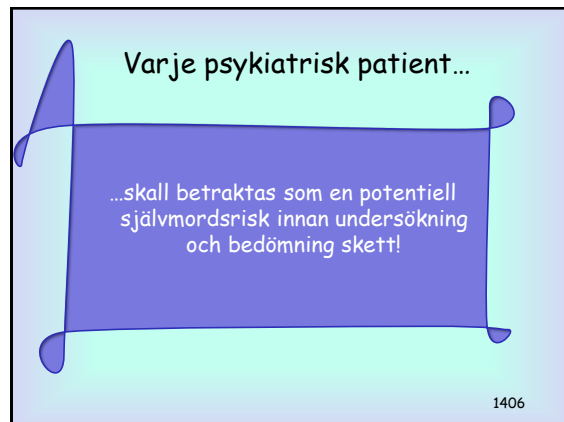 Varje psykiatrisk patient...
...skall betraktas som en potentiell
självmordsrisk innan undersökning
och bedömning skett!
1406